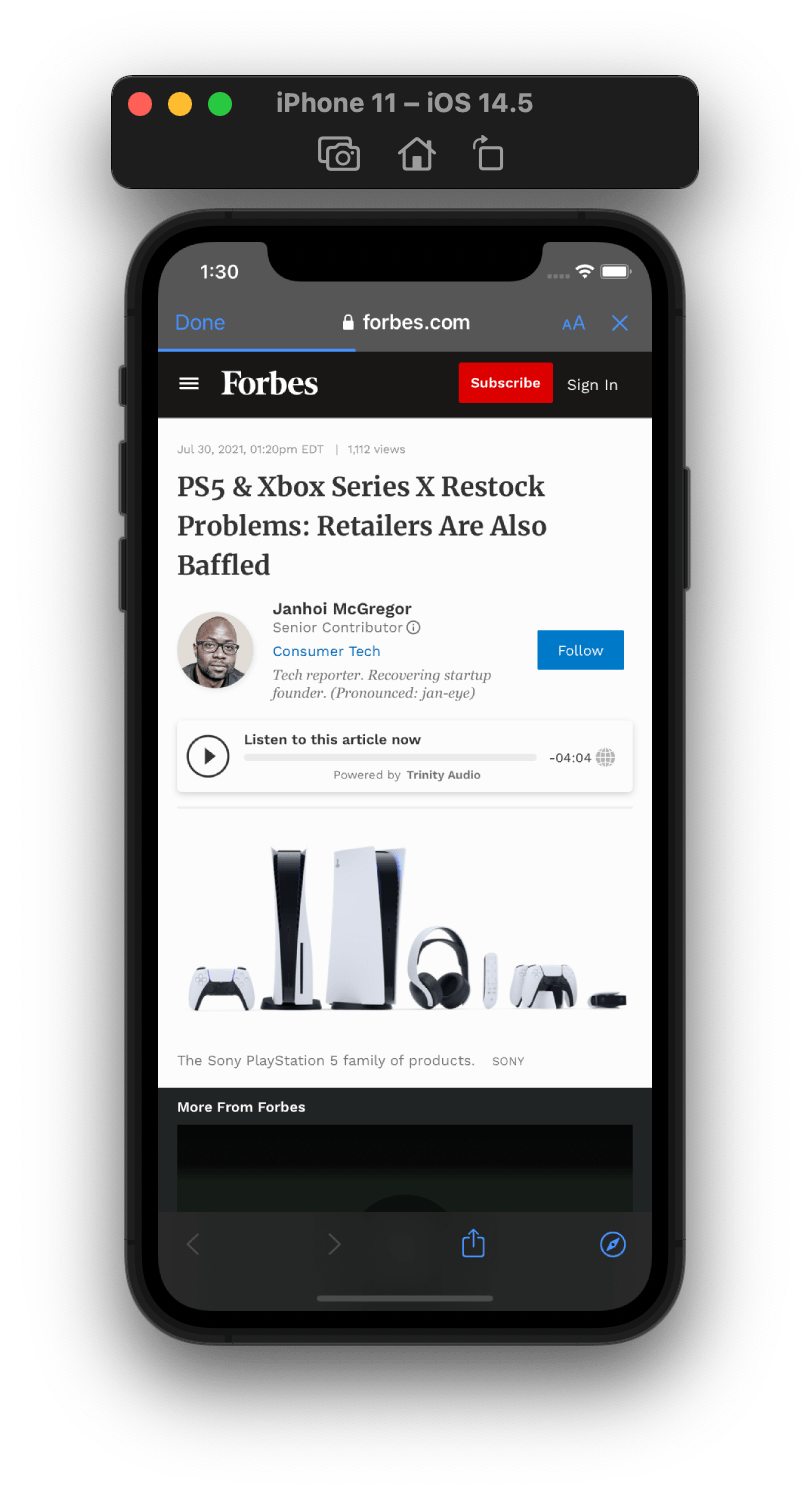 iPhone 11 – iOS 14.5
1:30
Done
forbes.com
AA
Forbes
Subscribe
Sign In
Jul 30, 2021, 01:20pm EDT | 1,112 views
PS5 & Xbox Series X Restock
Problems: Retailers Are Also
Baffled
Janhoi McGregor
Senior Contributor
Consumer Tech
Follow
Tech reporter. Recovering startup
founder. (Pronounced: jan-eye)
Listen to this article now
-04:04
Powered by Trinity Audio
The Sony PlayStation 5 family of products. SONY
More From Forbes